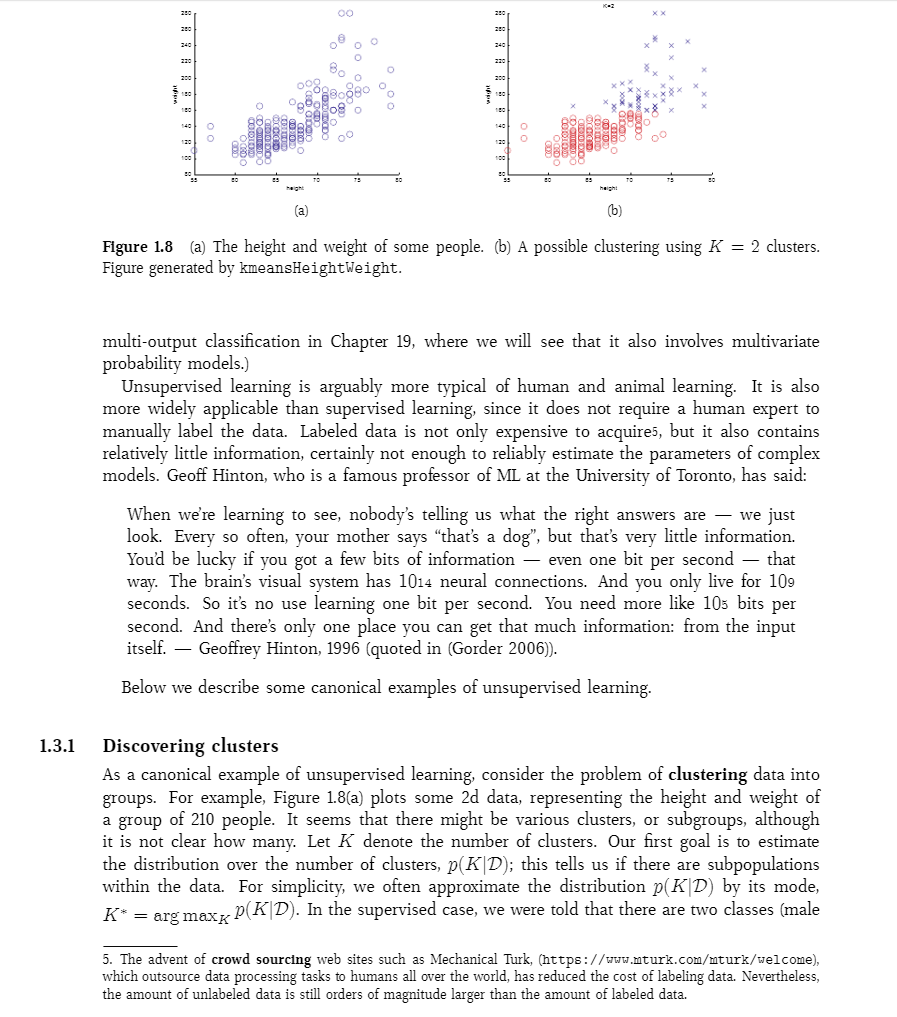 280
260
240
220
200
180
160
140
120
100
80
weight
55
60
65
70
75
80
height
(a)
K=2
280
260
240
220
200
180
160
140
120
100
80
weight
55
60
65
70
75
80
height
(b)
Figure 1.8 (a) The height and weight of some people. (b) A possible clustering using K = 2 clusters.
Figure generated by kmeansHeightWeight.
multi-output classification in Chapter 19, where we will see that it also involves multivariate
probability models.)
Unsupervised learning is arguably more typical of human and animal learning. It is also
more widely applicable than supervised learning, since it does not require a human expert to
manually label the data. Labeled data is not only expensive to acquire5, but it also contains
relatively little information, certainly not enough to reliably estimate the parameters of complex
models. Geoff Hinton, who is a famous professor of ML at the University of Toronto, has said:
When we're learning to see, nobody's telling us what the right answers are — we just
look. Every so often, your mother says "that's a dog", but that's very little information.
You'd be lucky if you got a few bits of information — even one bit per second — that
way. The brain's visual system has 1014 neural connections. And you only live for 109
seconds. So it's no use learning one bit per second. You need more like 105 bits per
second. And there's only one place you can get that much information: from the input
itself. — Geoffrey Hinton, 1996 (quoted in (Gorder 2006)).
Below we describe some canonical examples of unsupervised learning.
1.3.1 Discovering clusters
As a canonical example of unsupervised learning, consider the problem of clustering data into
groups. For example, Figure 1.8(a) plots some 2d data, representing the height and weight of
a group of 210 people. It seems that there might be various clusters, or subgroups, although
it is not clear how many. Let K denote the number of clusters. Our first goal is to estimate
the distribution over the number of clusters, p(K|D); this tells us if there are subpopulations
within the data. For simplicity, we often approximate the distribution p(K|D) by its mode,
K* = arg maxK p(K|D). In the supervised case, we were told that there are two classes (male
5. The advent of crowd sourcing web sites such as Mechanical Turk, (https://www.mturk.com/mturk/welcome),
which outsource data processing tasks to humans all over the world, has reduced the cost of labeling data. Nevertheless,
the amount of unlabeled data is still orders of magnitude larger than the amount of labeled data.